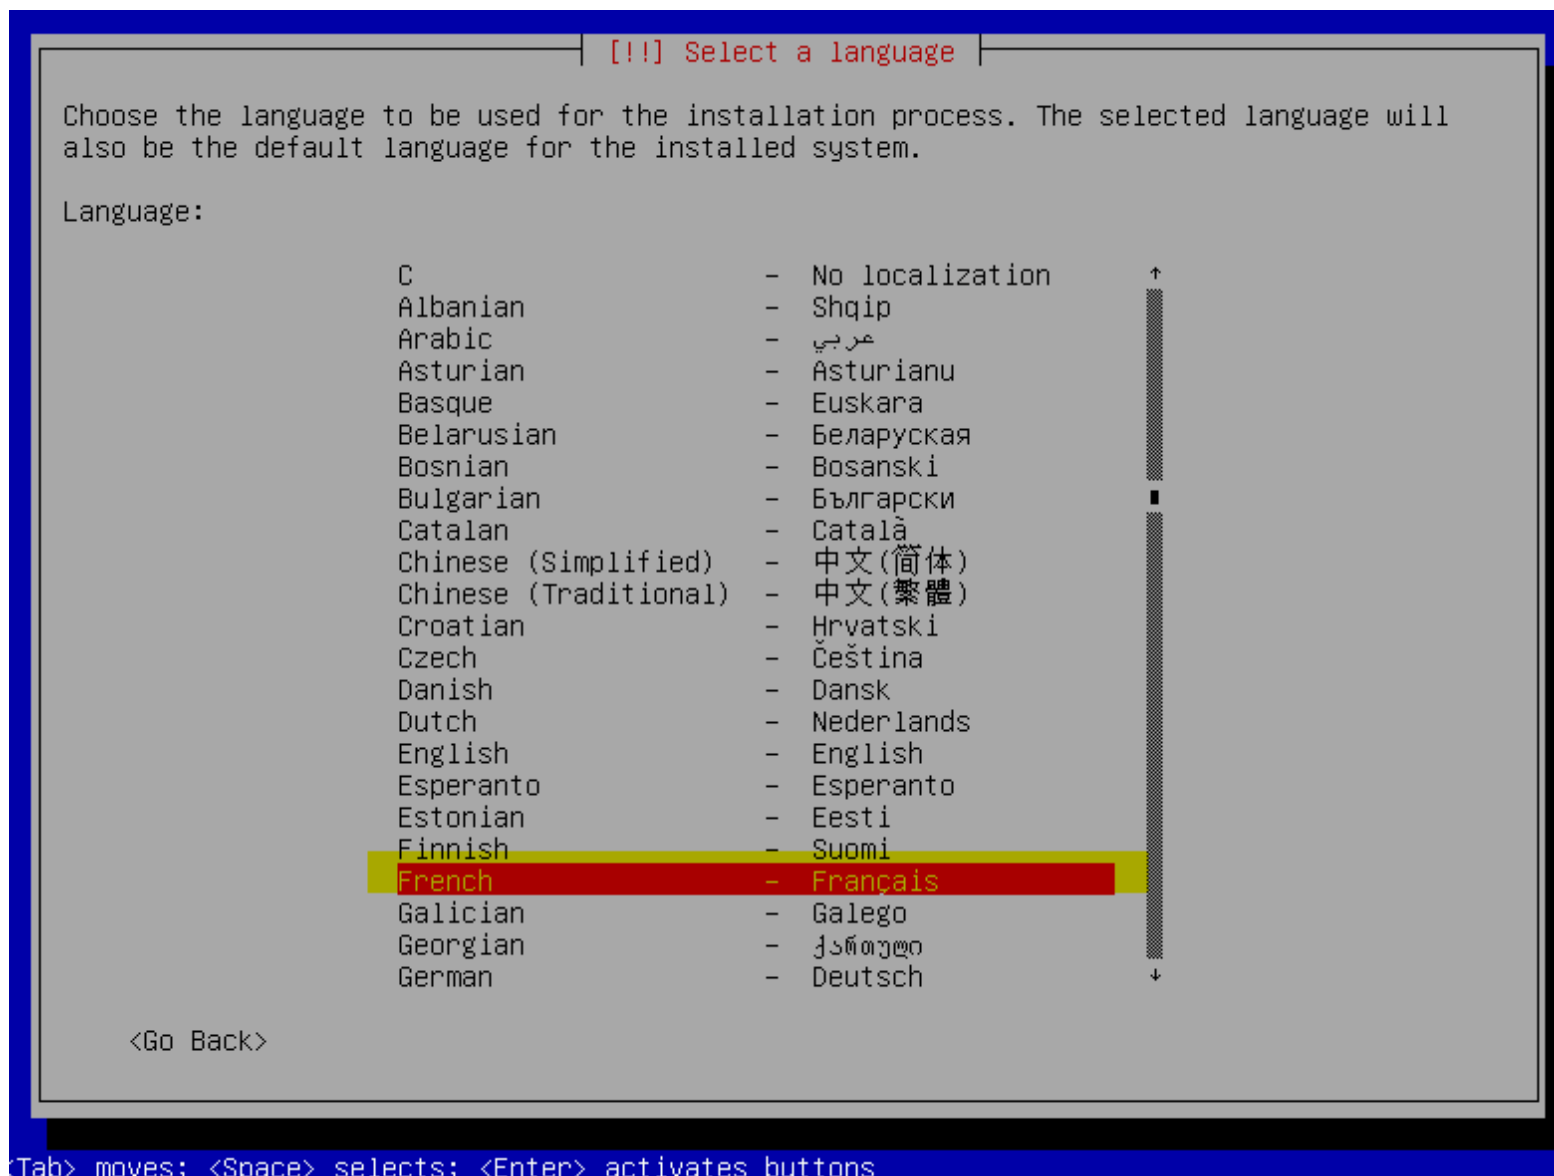 [!!] Select a language
Choose the language to be used for the installation process. The selected language will
also be the default language for the installed system.
Language:
C - No localization
Albanian - Shqip
Arabic - عربي
Asturian - Asturianu
Basque - Euskara
Belarusian - Беларуская
Bosnian - Bosanski
Bulgarian - Български
Catalan - Català
Chinese (Simplified) - 中文(简体)
Chinese (Traditional) - 中文(繁體)
Croatian - Hrvatski
Czech - Čeština
Danish - Dansk
Dutch - Nederlands
English - English
Esperanto - Esperanto
Estonian - Eesti
Finnish - Suomi
French - Français
Galician - Galego
Georgian - ქართული
German - Deutsch
<Go Back>
<Tab> moves; <Space> selects; <Enter> activates buttons